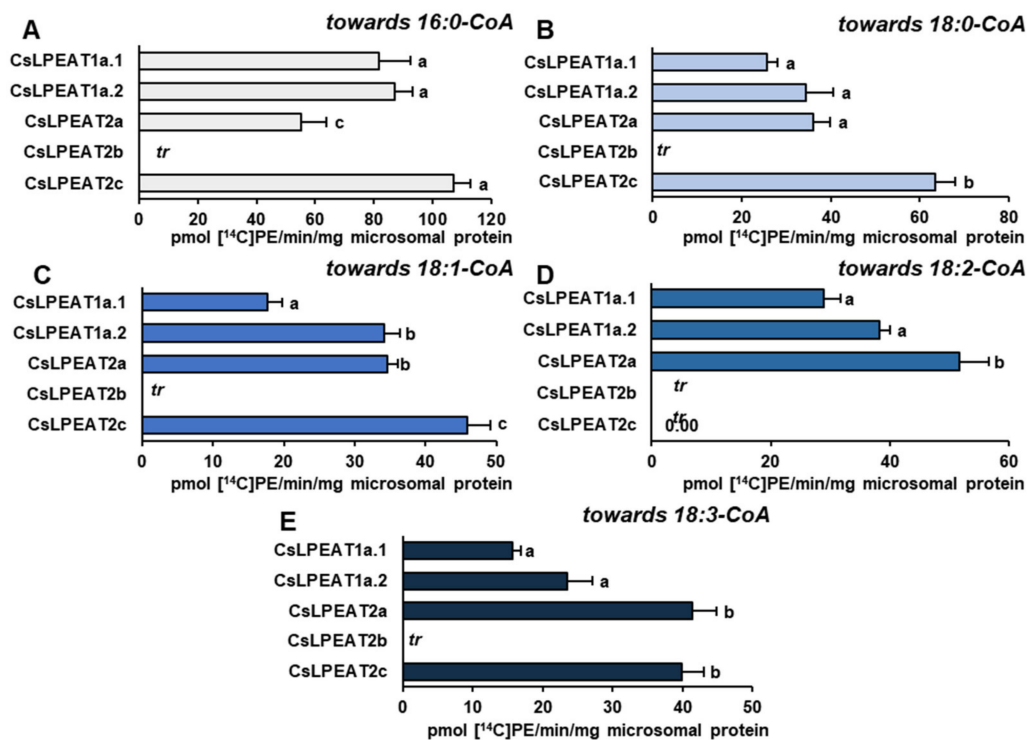 A
towards 16:0-CoA
CsLPEAT1a.1
a
CsLPEAT1a.2
a
CsLPEAT2a
c
CsLPEAT2b
tr
CsLPEAT2c
a
0 20 40 60 80 100 120
pmol [¹⁴C]PE/min/mg microsomal protein
B
towards 18:0-CoA
CsLPEAT1a.1
a
CsLPEAT1a.2
a
CsLPEAT2a
a
CsLPEAT2b
tr
CsLPEAT2c
b
0 20 40 60 80
pmol [¹⁴C]PE/min/mg microsomal protein
C
towards 18:1-CoA
CsLPEAT1a.1
a
CsLPEAT1a.2
b
CsLPEAT2a
b
CsLPEAT2b
tr
CsLPEAT2c
c
0 10 20 30 40 50
pmol [¹⁴C]PE/min/mg microsomal protein
D
towards 18:2-CoA
CsLPEAT1a.1
a
CsLPEAT1a.2
a
CsLPEAT2a
b
CsLPEAT2b
tr
CsLPEAT2c
tr
0.00
0 20 40 60
pmol [¹⁴C]PE/min/mg microsomal protein
E
towards 18:3-CoA
CsLPEAT1a.1
a
CsLPEAT1a.2
a
CsLPEAT2a
b
CsLPEAT2b
tr
CsLPEAT2c
b
0 10 20 30 40 50
pmol [¹⁴C]PE/min/mg microsomal protein